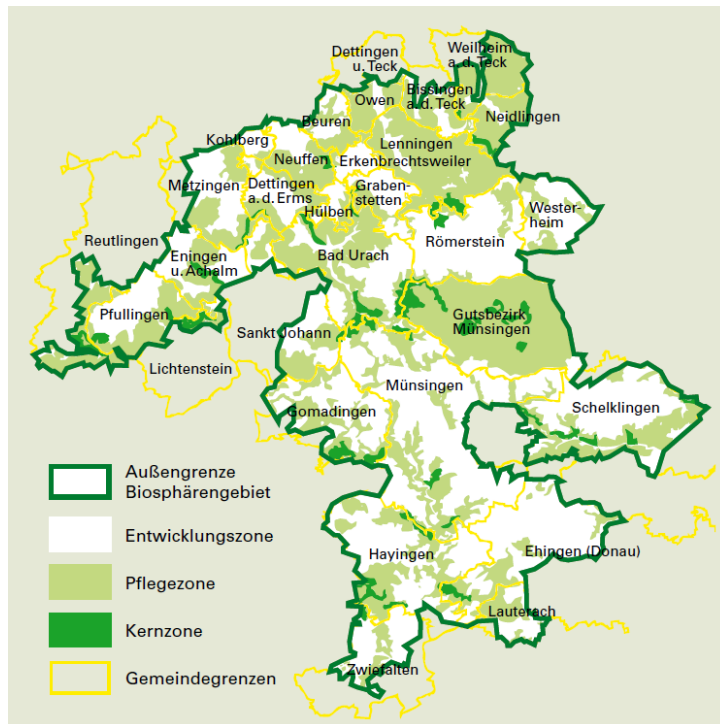 Dettingen
u. Teck
Weilheim
a. d. Teck
Bissingen
a. d. Teck
Owen
Beuren
Neidlingen
Kohlberg
Lenningen
Neuffen
Erkenbrechtsweiler
Metzingen
Dettingen
a. d. Erms
Graben-
stetten
Hülben
Wester-
heim
Reutlingen
Römerstein
Eningen
u. Achalm
Bad Urach
Pfullingen
Gutsbezirk
Münsingen
Sankt Johann
Lichtenstein
Münsingen
Gomadingen
Schelklingen
Hayingen
Ehingen (Donau)
Lauterach
Zwiefalten
Außengrenze
Biosphärengebiet
Entwicklungszone
Pflegezone
Kernzone
Gemeindegrenzen